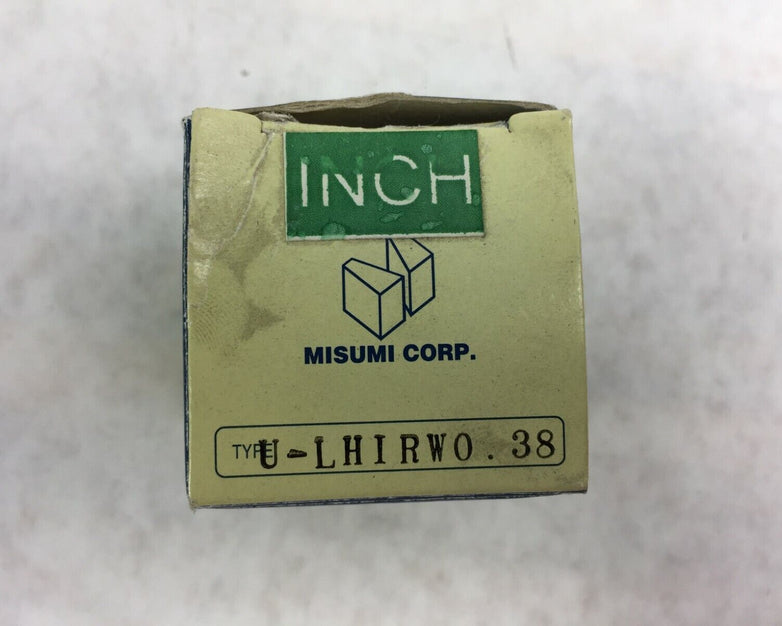 INCH
MISUMI CORP.
TYPE U-LHIRW0.38